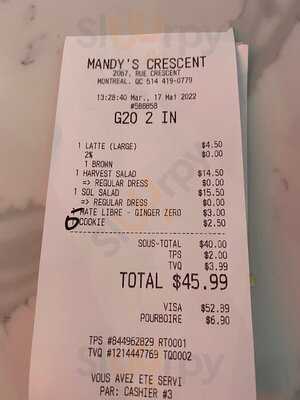 MANDY'S CRESCENT
2067, RUE CRESCENT
MONTREAL, QC 514 419-0779
13:28:40 Mar., 17 Mai 2022
#588858
G20 2 IN
1 LATTE (LARGE) $4.50
2% $0.00
1 BROWN
1 HARVEST SALAD $14.50
=> REGULAR DRESS $0.00
1 SOL SALAD $15.50
=> REGULAR DRESS $0.00
1 MATE LIBRE - GINGER ZERO $3.00
COOKIE $2.50
SOUS-TOTAL $40.00
TPS $2.00
TVQ $3.99
TOTAL $45.99
VISA $52.89
POURBOIRE $6.90
TPS #844962829 RT0001
TVQ #1214447769 TQ0002
VOUS AVEZ ETE SERVI
PAR: CASHIER #3